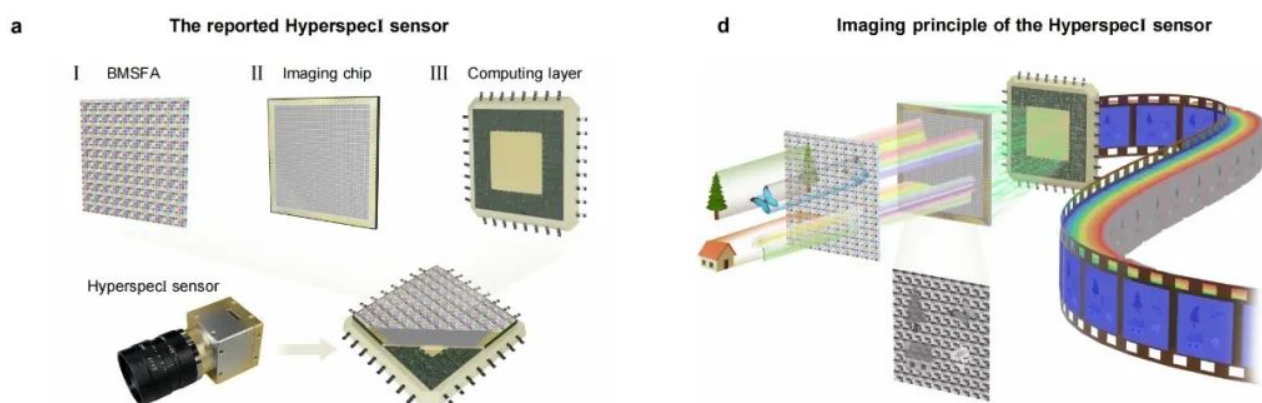 a
The reported HyperspecI sensor
I BMSFA
II Imaging chip
III Computing layer
HyperspecI sensor
d
Imaging principle of the HyperspecI sensor